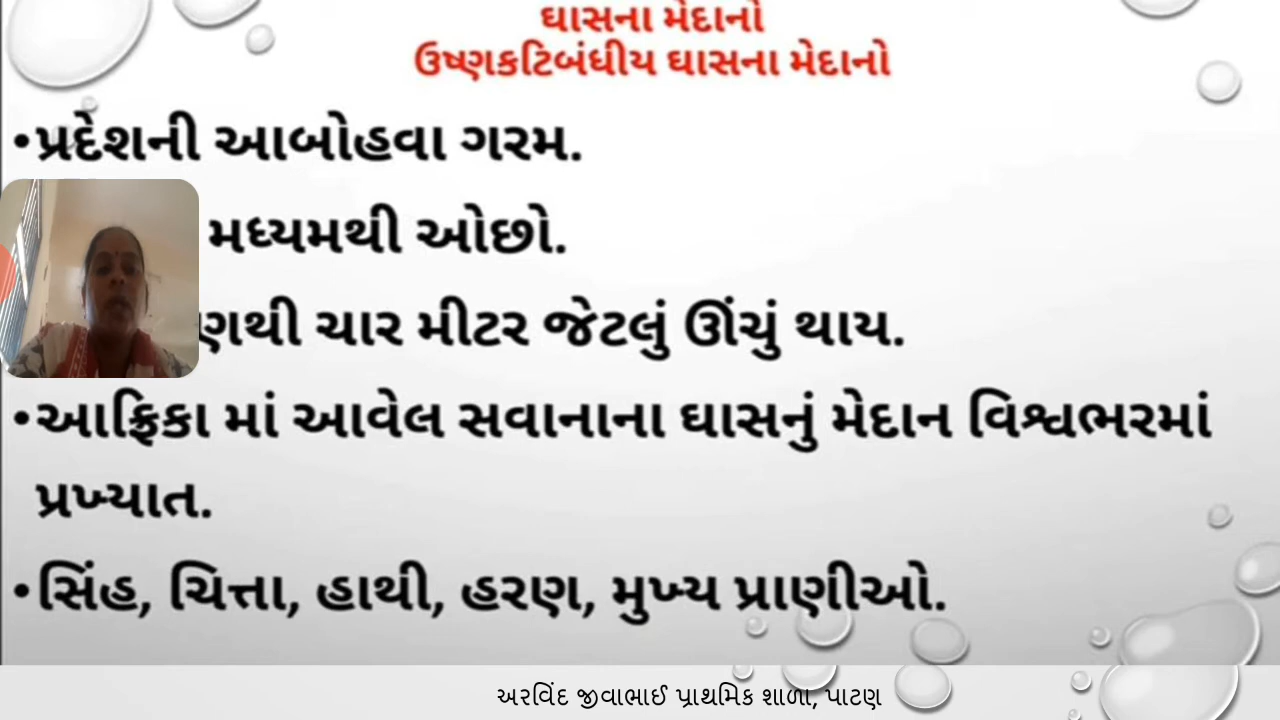 ઘાસના મેદાનો
ઉષ્ણકટિબંધીય ઘાસના મેદાનો
•પ્રદેશની આબોહવા ગરમ.
મધ્યમથી ઓછો.
ણથી ચાર મીટર જેટલું ઊંચું થાય.
•આફ્રિકા માં આવેલ સવાનાના ઘાસનું મેદાન વિશ્વભરમાં
પ્રખ્યાત.
•સિંહ, ચિત્તા, હાથી, હરણ, મુખ્ય પ્રાણીઓ.
અરવિંદ જીવાભાઈ પ્રાથમિક શાળા, પાટણ